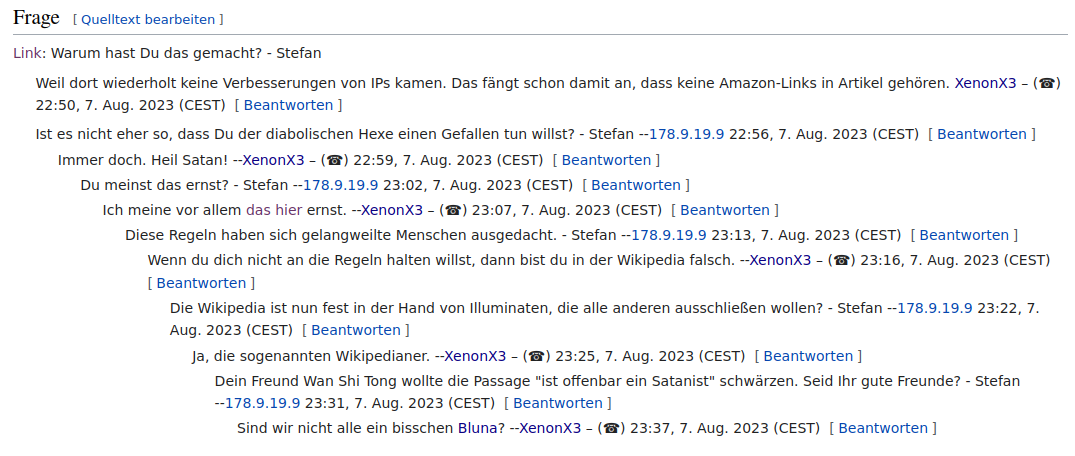 Frage [ Quelltext bearbeiten ]
Link: Warum hast Du das gemacht? - Stefan
Weil dort wiederholt keine Verbesserungen von IPs kamen. Das fängt schon damit an, dass keine Amazon-Links in Artikel gehören. XenonX3 – (☎)
22:50, 7. Aug. 2023 (CEST) [ Beantworten ]
Ist es nicht eher so, dass Du der diabolischen Hexe einen Gefallen tun willst? - Stefan --178.9.19.9 22:56, 7. Aug. 2023 (CEST) [ Beantworten ]
Immer doch. Heil Satan! --XenonX3 – (☎) 22:59, 7. Aug. 2023 (CEST) [ Beantworten ]
Du meinst das ernst? - Stefan --178.9.19.9 23:02, 7. Aug. 2023 (CEST) [ Beantworten ]
Ich meine vor allem das hier ernst. --XenonX3 – (☎) 23:07, 7. Aug. 2023 (CEST) [ Beantworten ]
Diese Regeln haben sich gelangweilte Menschen ausgedacht. - Stefan --178.9.19.9 23:13, 7. Aug. 2023 (CEST) [ Beantworten ]
Wenn du dich nicht an die Regeln halten willst, dann bist du in der Wikipedia falsch. --XenonX3 – (☎) 23:16, 7. Aug. 2023 (CEST)
[ Beantworten ]
Die Wikipedia ist nun fest in der Hand von Illuminaten, die alle anderen ausschließen wollen? - Stefan --178.9.19.9 23:22, 7.
Aug. 2023 (CEST) [ Beantworten ]
Ja, die sogenannten Wikipedianer. --XenonX3 – (☎) 23:25, 7. Aug. 2023 (CEST) [ Beantworten ]
Dein Freund Wan Shi Tong wollte die Passage "ist offenbar ein Satanist" schwärzen. Seid Ihr gute Freunde? - Stefan
--178.9.19.9 23:31, 7. Aug. 2023 (CEST) [ Beantworten ]
Sind wir nicht alle ein bisschen Bluna? --XenonX3 – (☎) 23:37, 7. Aug. 2023 (CEST) [ Beantworten ]